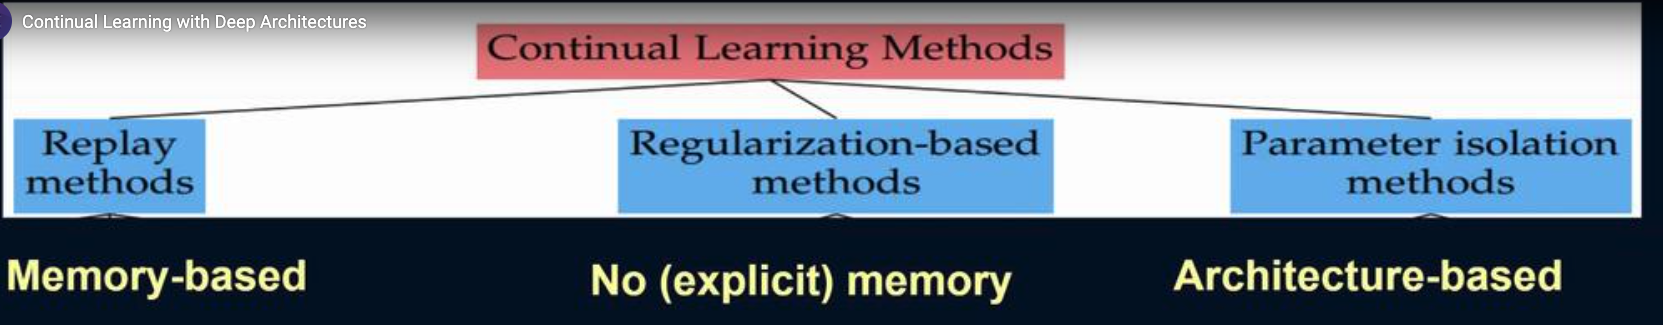 Continual Learning with Deep Architectures
Continual Learning Methods
Replay
methods
Regularization-based
methods
Parameter isolation
methods
Memory-based
No (explicit) memory
Architecture-based